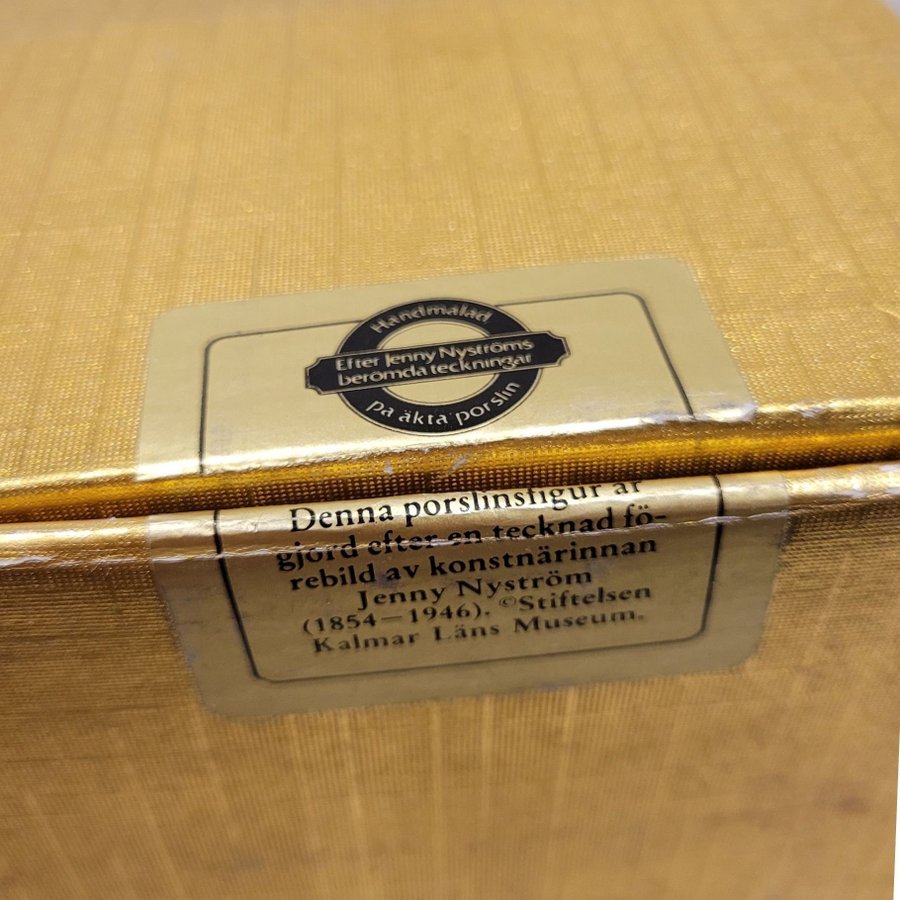 Handmålad
Efter Jenny Nyströms
berömda teckningar
på äkta porslin
Denna porslinsfigur är
gjord efter en tecknad fö-
rebild av konstnärinnan
Jenny Nyström
(1854–1946). ©Stiftelsen
Kalmar Läns Museum.